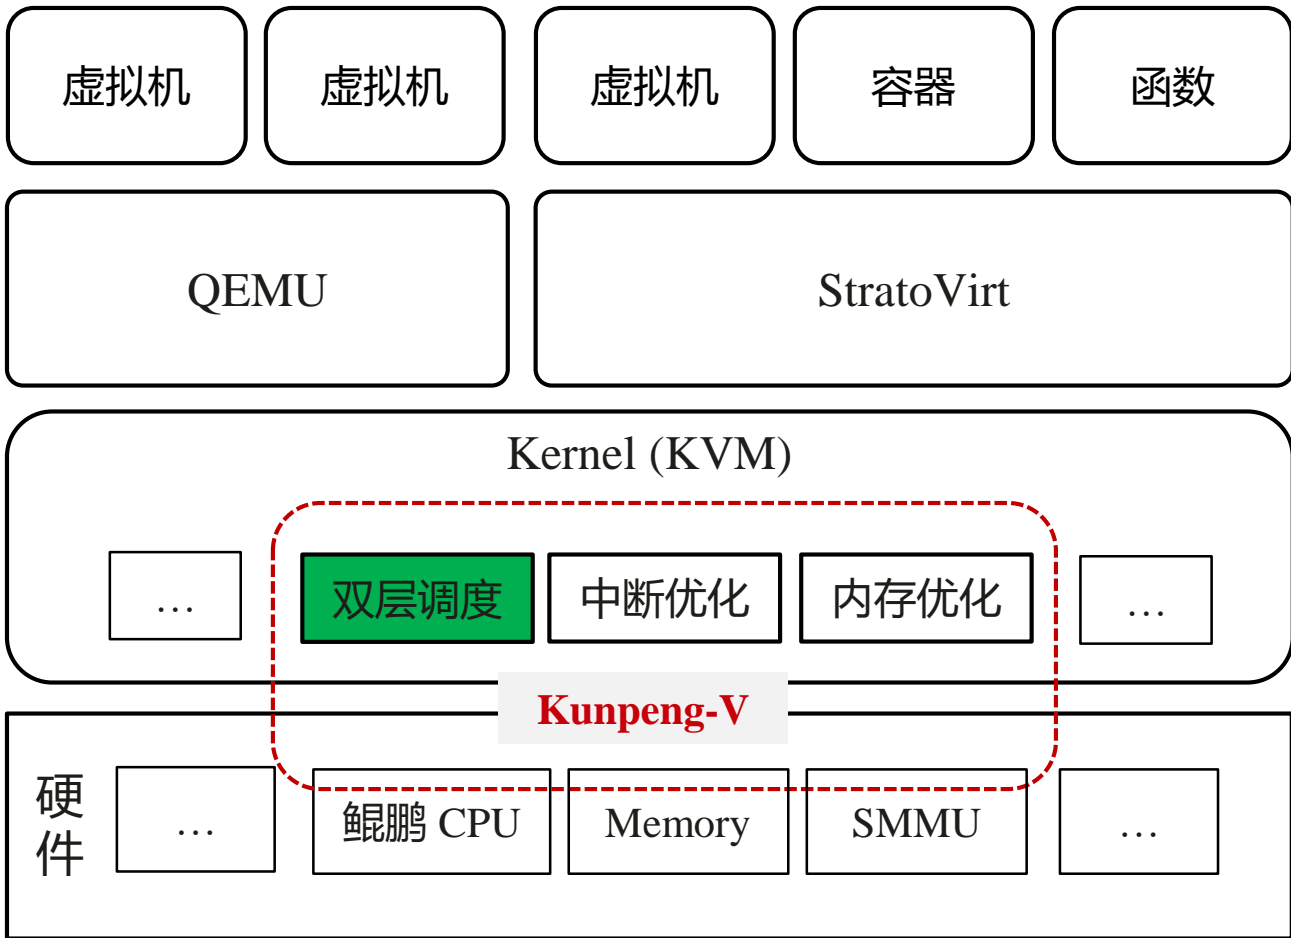 虚拟机
虚拟机
虚拟机
容器
函数
QEMU
StratoVirt
Kernel (KVM)
…
双层调度
中断优化
内存优化
…
Kunpeng-V
硬件
…
鲲鹏 CPU
Memory
SMMU
…